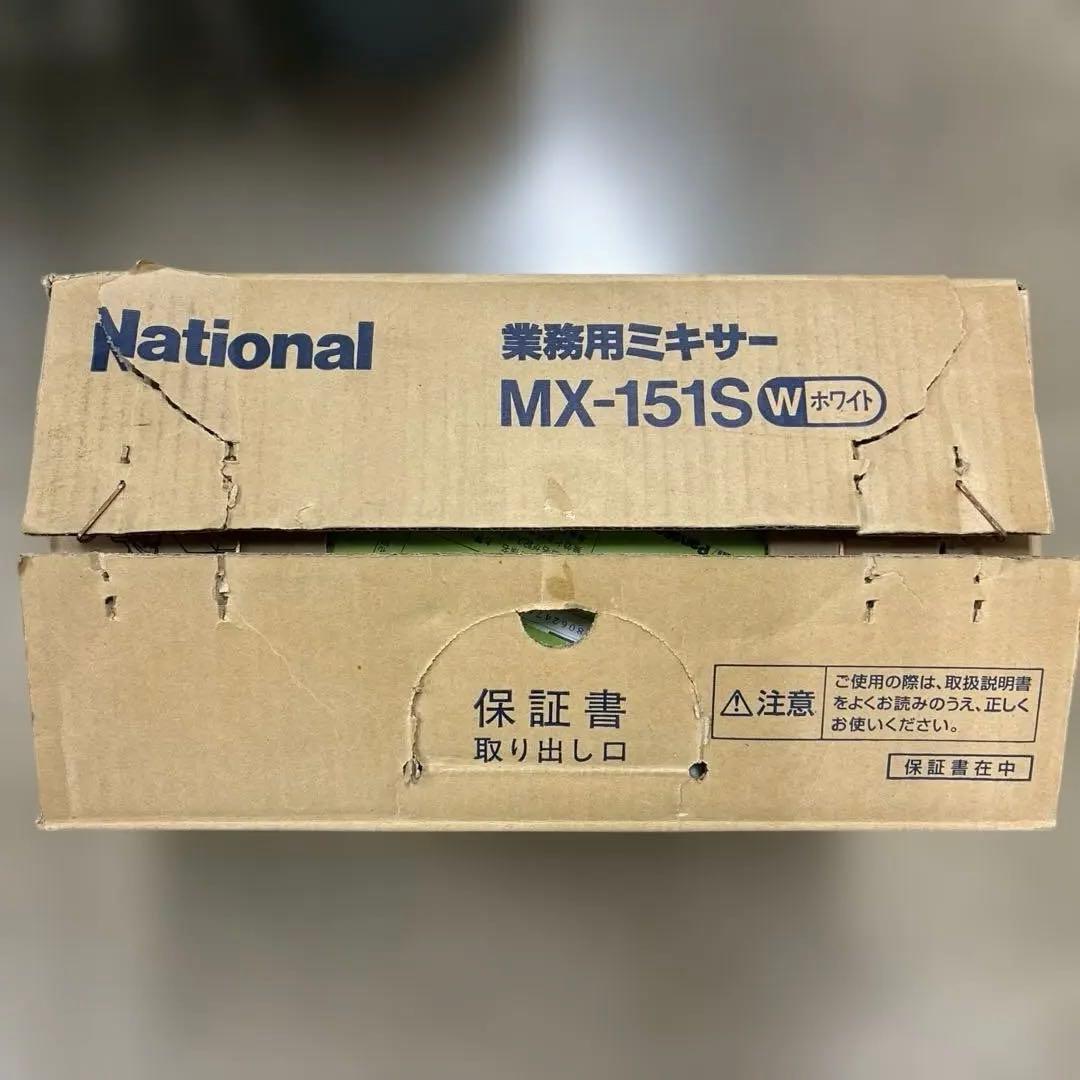 National
業務用ミキサー
MX-151S W ホワイト
保証書
取り出し口
注意
ご使用の際は、取扱説明書
をよくお読みのうえ、正しく
お使いください。
保証書在中